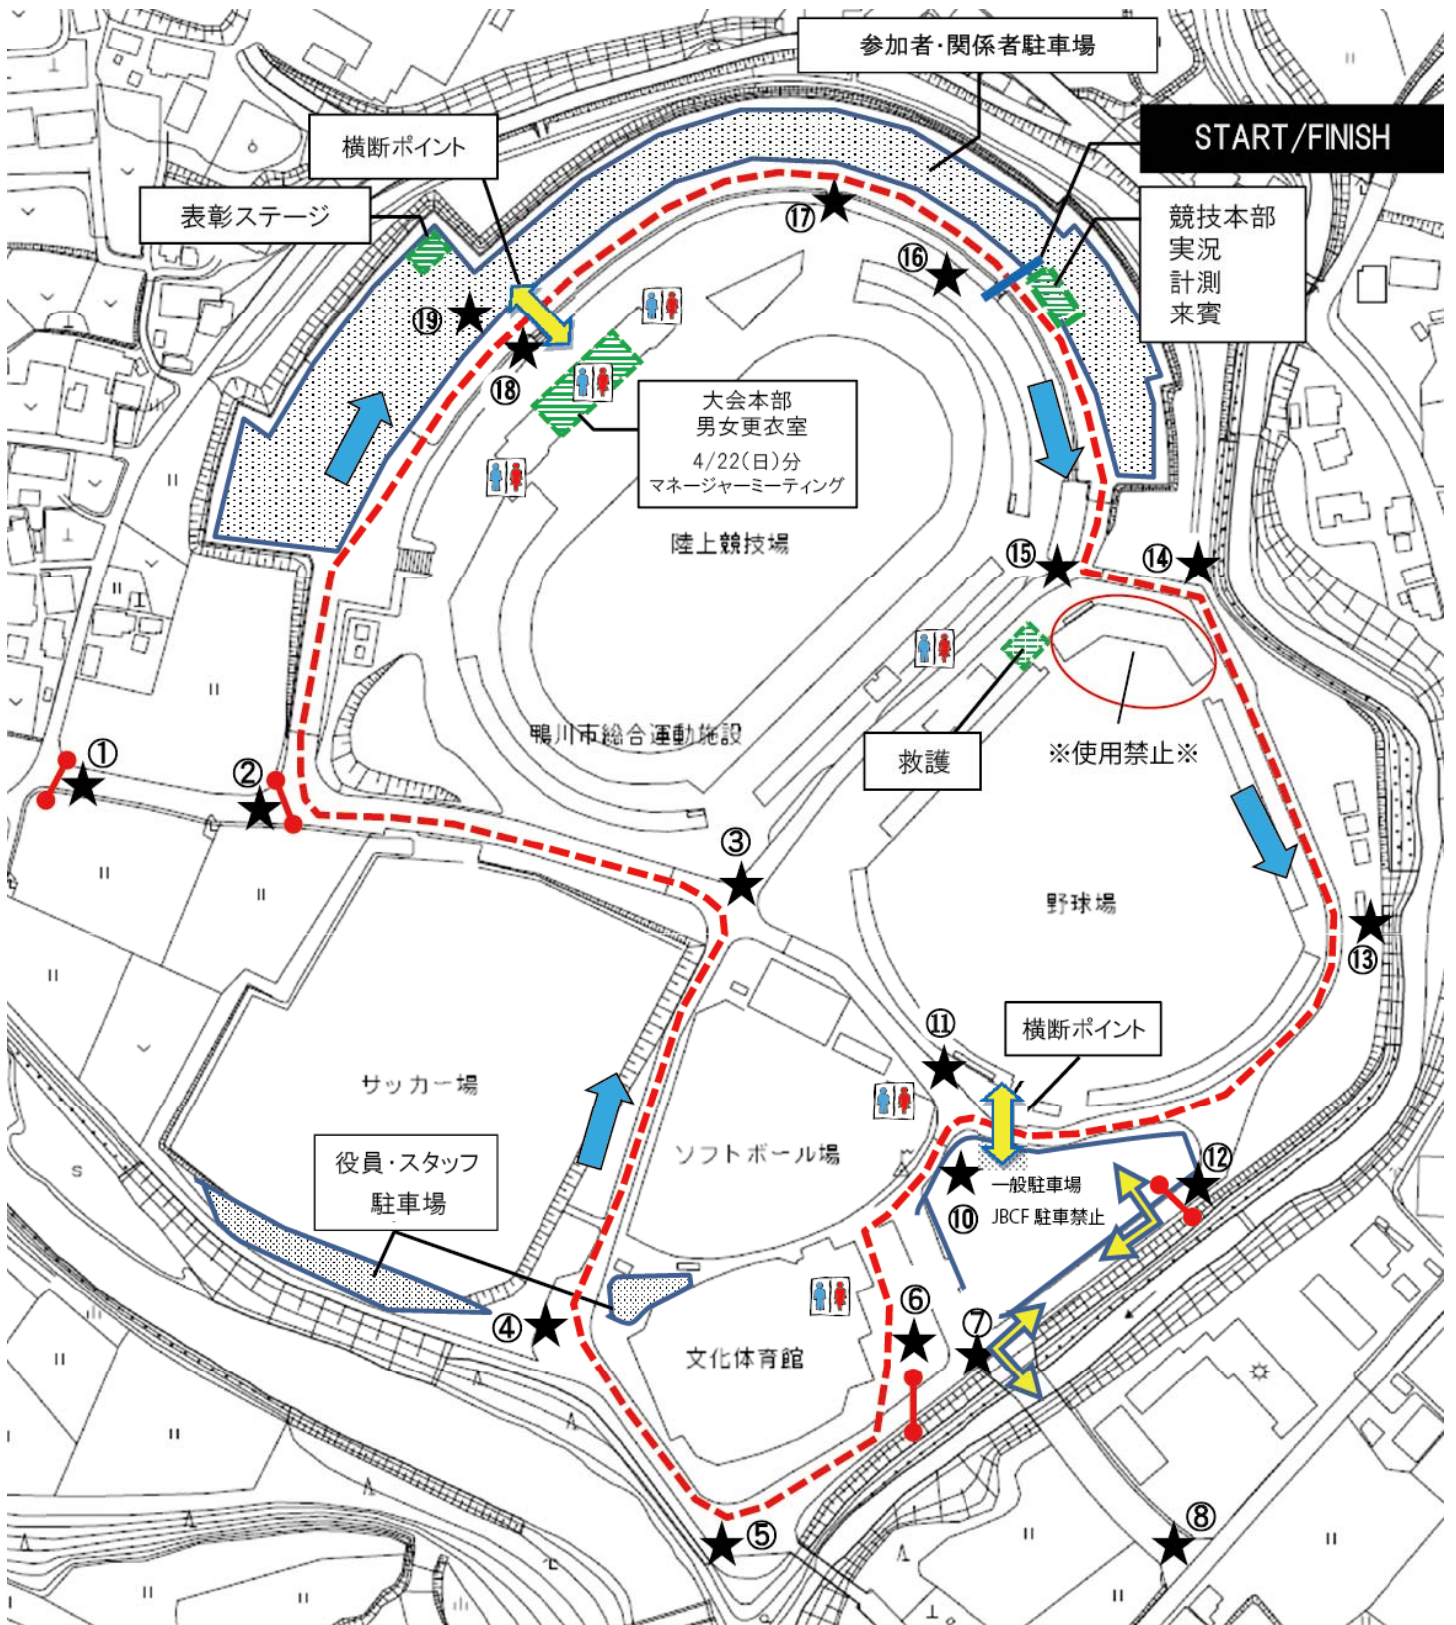 参加者・関係者駐車場
START/FINISH
横断ポイント
表彰ステージ
競技本部
実況
計測
来賓
⑰
⑯
⑲
⑱
大会本部
男女更衣室
4/22(日)分
マネージャーミーティング
陸上競技場
⑮
⑭
鴨川市総合運動施設
救護
※使用禁止※
①
②
③
野球場
⑬
⑪
横断ポイント
サッカー場
ソフトボール場
役員・スタッフ
駐車場
⑫
一般駐車場
⑩
JBCF 駐車禁止
④
⑥
⑦
文化体育館
⑤
⑧